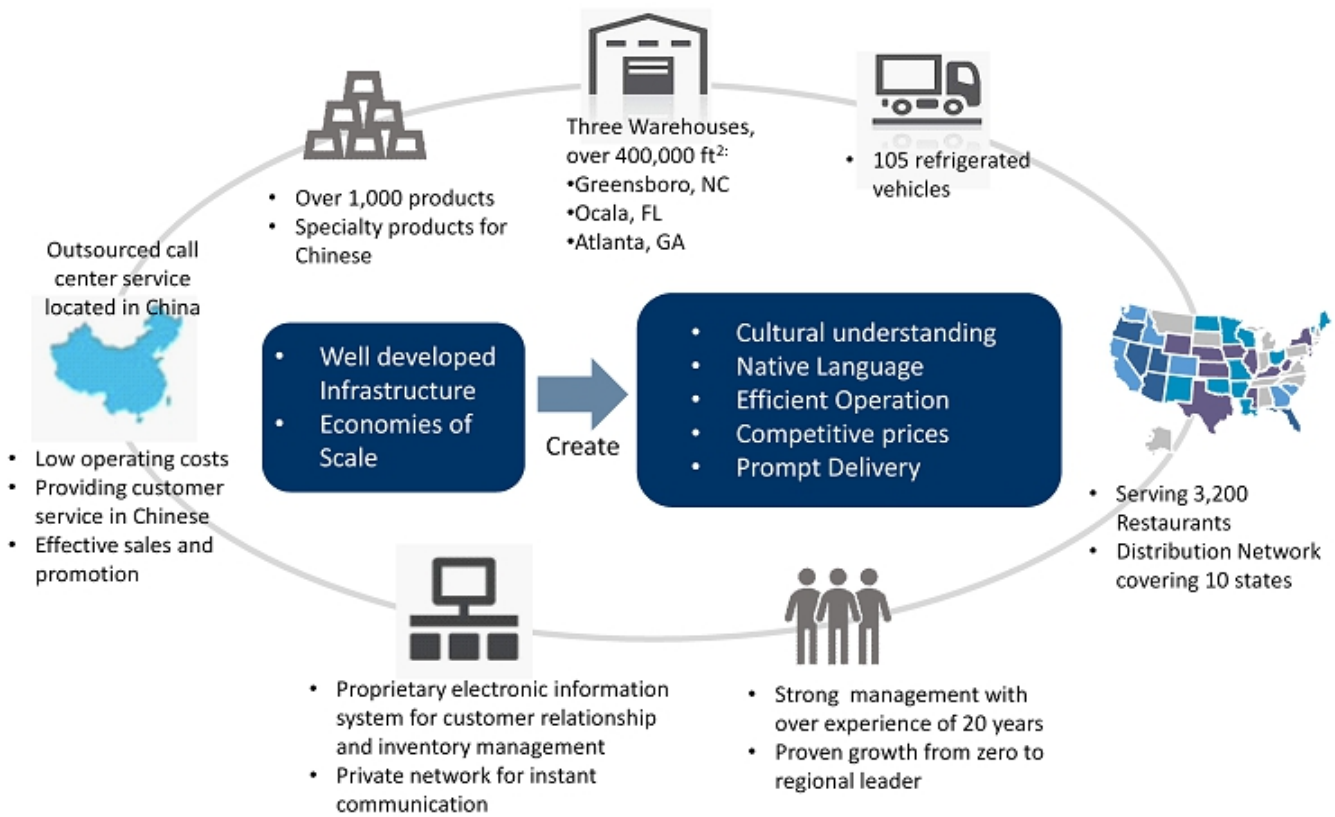 Three Warehouses,
over 400,000 ft²:
•Greensboro, NC
•Ocala, FL
•Atlanta, GA
• 105 refrigerated
vehicles
• Over 1,000 products
• Specialty products for
Chinese
Outsourced call
center service
located in China
• Low operating costs
• Providing customer
service in Chinese
• Effective sales and
promotion
• Well developed
Infrastructure
• Economies of
Scale
Create
• Cultural understanding
• Native Language
• Efficient Operation
• Competitive prices
• Prompt Delivery
• Serving 3,200
Restaurants
• Distribution Network
covering 10 states
• Proprietary electronic information
system for customer relationship
and inventory management
• Private network for instant
communication
• Strong management with
over experience of 20 years
• Proven growth from zero to
regional leader